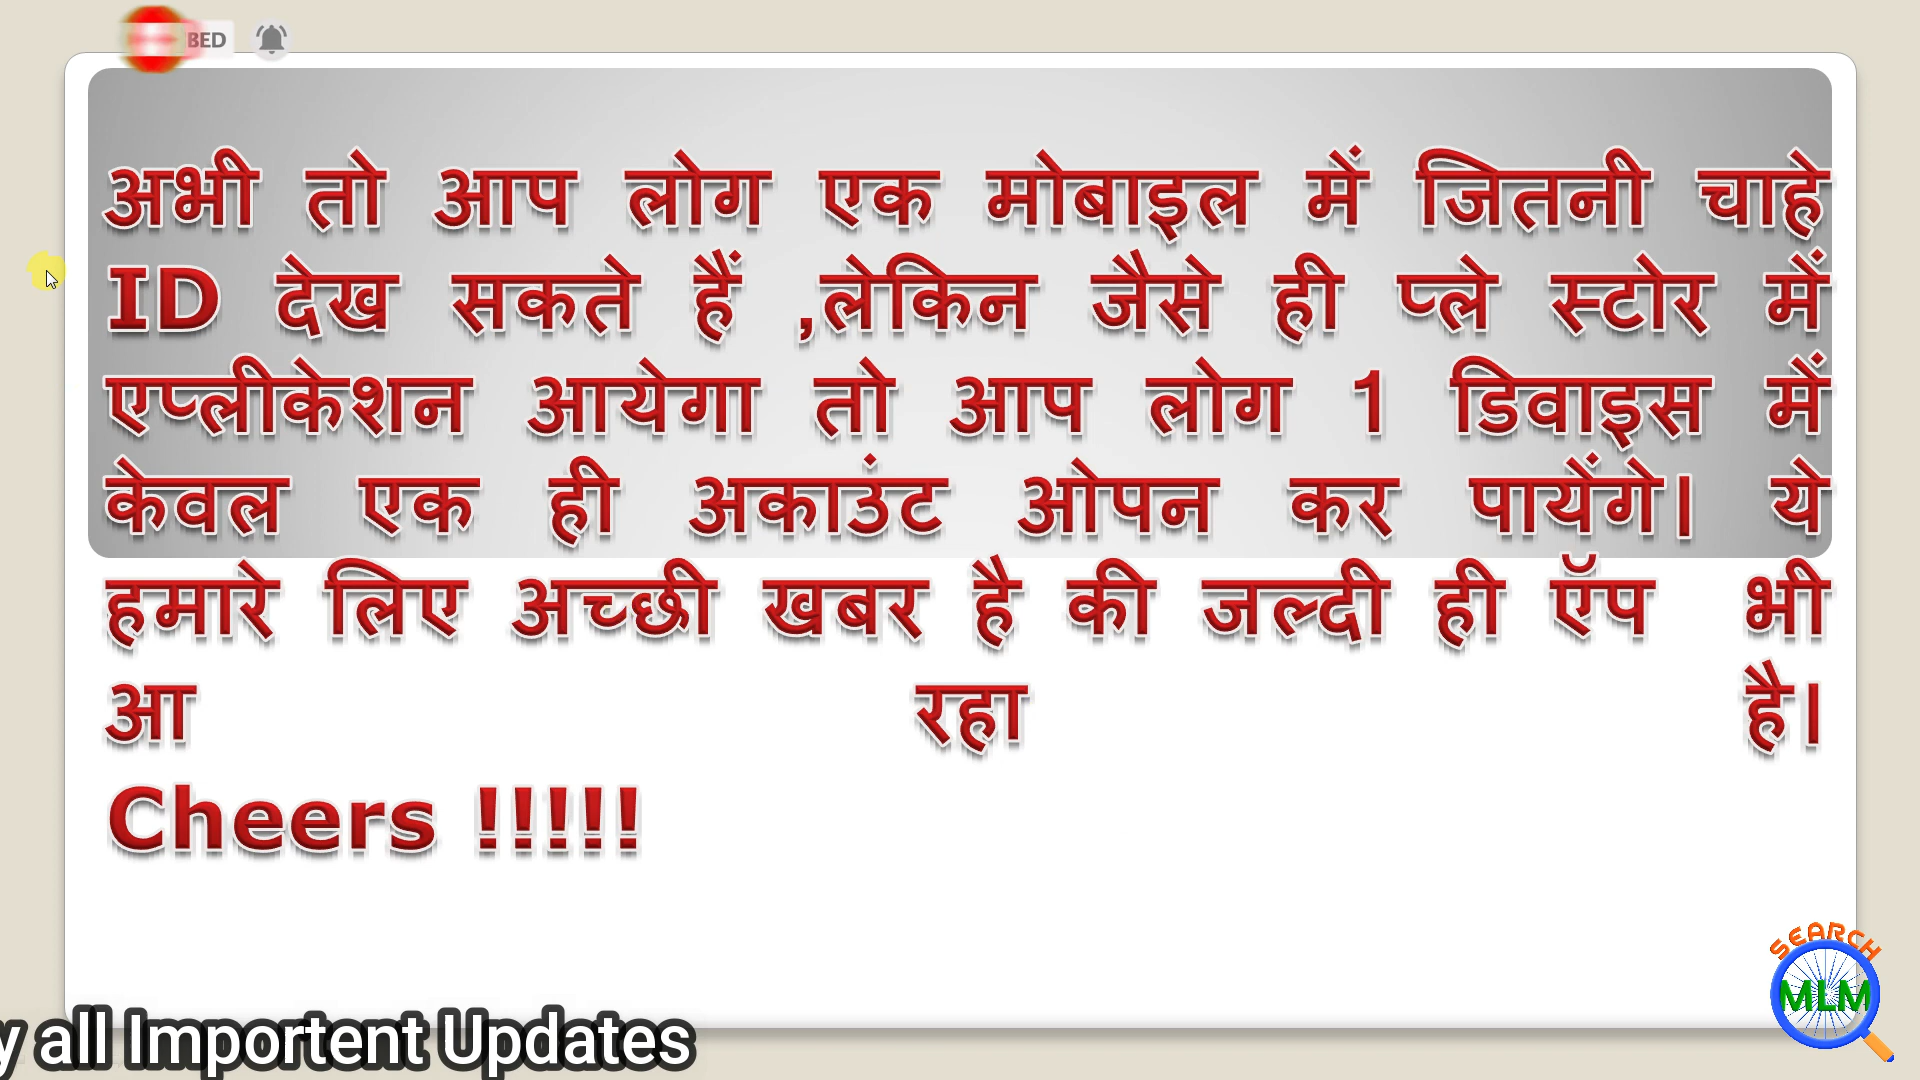 BED
अभी तो आप लोग एक मोबाइल में जितनी चाहे
ID देख सकते हैं ,लेकिन जैसे ही प्ले स्टोर में
एप्लीकेशन आयेगा तो आप लोग 1 डिवाइस में
केवल एक ही अकाउंट ओपन कर पायेंगे। ये
हमारे लिए अच्छी खबर है की जल्दी ही ऍप भी
आ रहा है।
Cheers !!!!!
SEARCH
MLM
y all Importent Updates